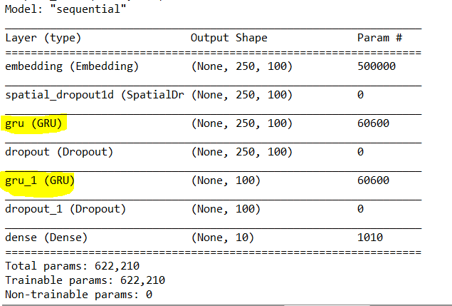 Model: "sequential"
Layer (type) Output Shape Param #
embedding (Embedding) (None, 250, 100) 500000
spatial_dropout1d (SpatialDr (None, 250, 100) 0
gru (GRU) (None, 250, 100) 60600
dropout (Dropout) (None, 250, 100) 0
gru_1 (GRU) (None, 100) 60600
dropout_1 (Dropout) (None, 100) 0
dense (Dense) (None, 10) 1010
Total params: 622,210
Trainable params: 622,210
Non-trainable params: 0